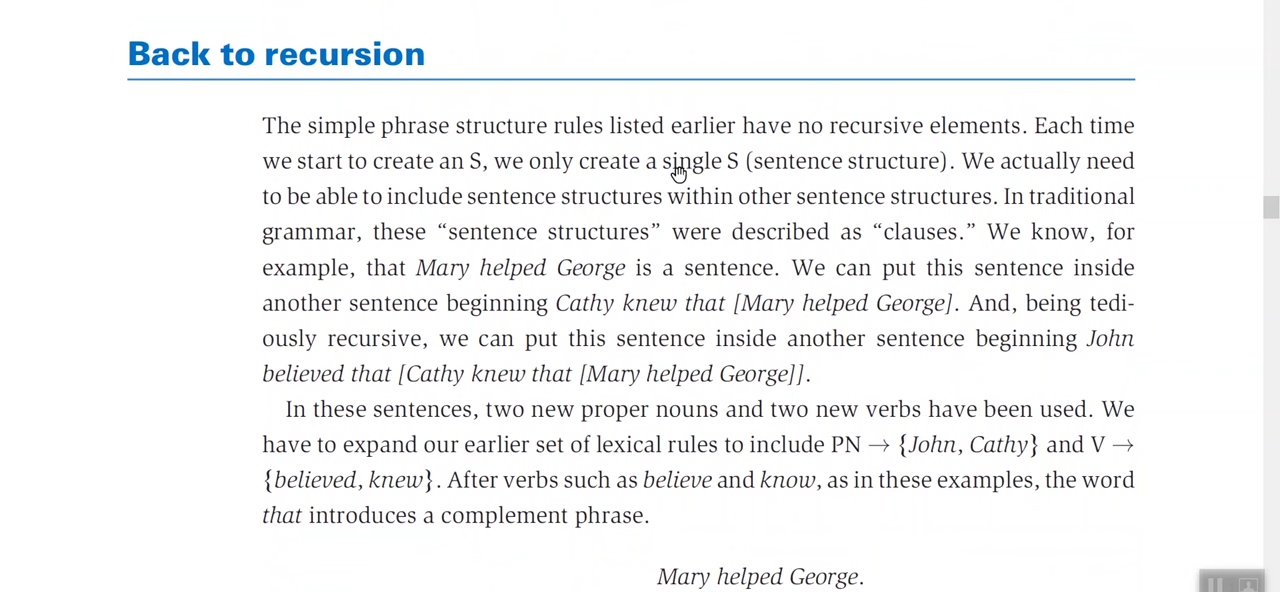 Back to recursion
The simple phrase structure rules listed earlier have no recursive elements. Each time
we start to create an S, we only create a single S (sentence structure). We actually need
to be able to include sentence structures within other sentence structures. In traditional
grammar, these “sentence structures” were described as “clauses.” We know, for
example, that Mary helped George is a sentence. We can put this sentence inside
another sentence beginning Cathy knew that [Mary helped George]. And, being tedi-
ously recursive, we can put this sentence inside another sentence beginning John
believed that [Cathy knew that [Mary helped George]].
In these sentences, two new proper nouns and two new verbs have been used. We
have to expand our earlier set of lexical rules to include PN → {John, Cathy} and V →
{believed, knew}. After verbs such as believe and know, as in these examples, the word
that introduces a complement phrase.
Mary helped George.